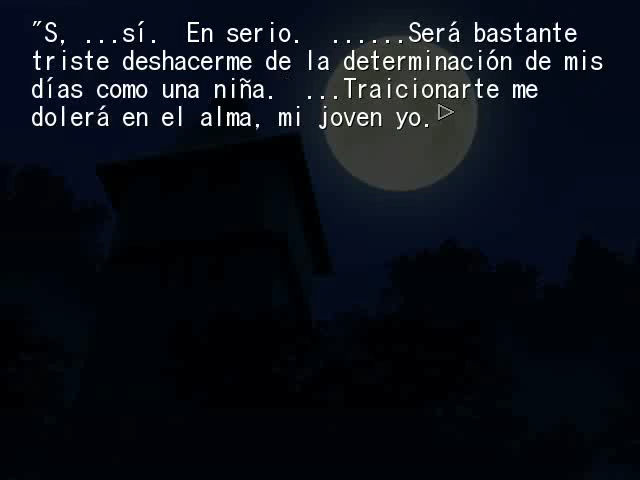 "S, ...sí.  En serio.  ......Será bastante
triste deshacerme de la determinación de mis
días como una niña.  ...Traicionarte me
dolerá en el alma, mi joven yo.